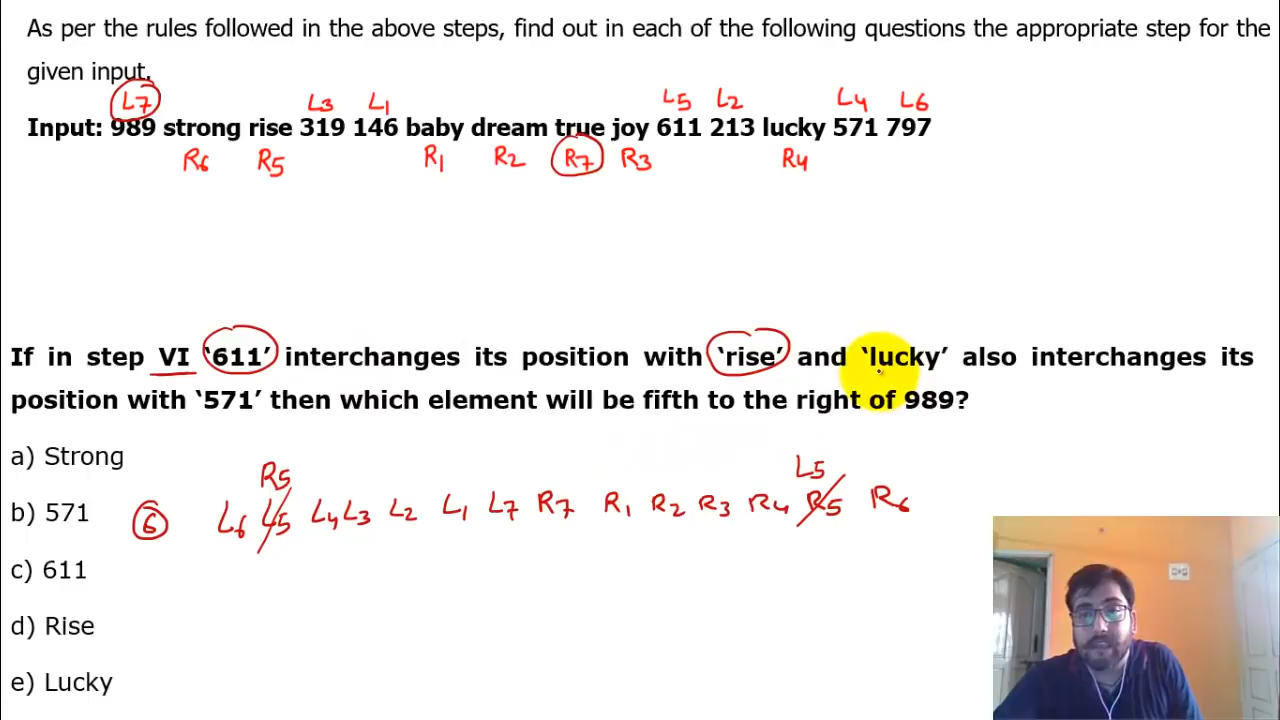 As per the rules followed in the above steps, find out in each of the following questions the appropriate step for the
given input.
L7 L3 L1 L5 L2 L4 L6
Input: 989 strong rise 319 146 baby dream true joy 611 213 lucky 571 797
R6 R5 R1 R2 R7 R3 R4
If in step VI ‘611’ interchanges its position with ‘rise’ and ‘lucky’ also interchanges its
position with ‘571’ then which element will be fifth to the right of 989?
a) Strong
R5 L5
b) 571
6 L6 L5 L4 L3 L2 L1 L7 R7 R1 R2 R3 R4 R5 R6
c) 611
d) Rise
e) Lucky